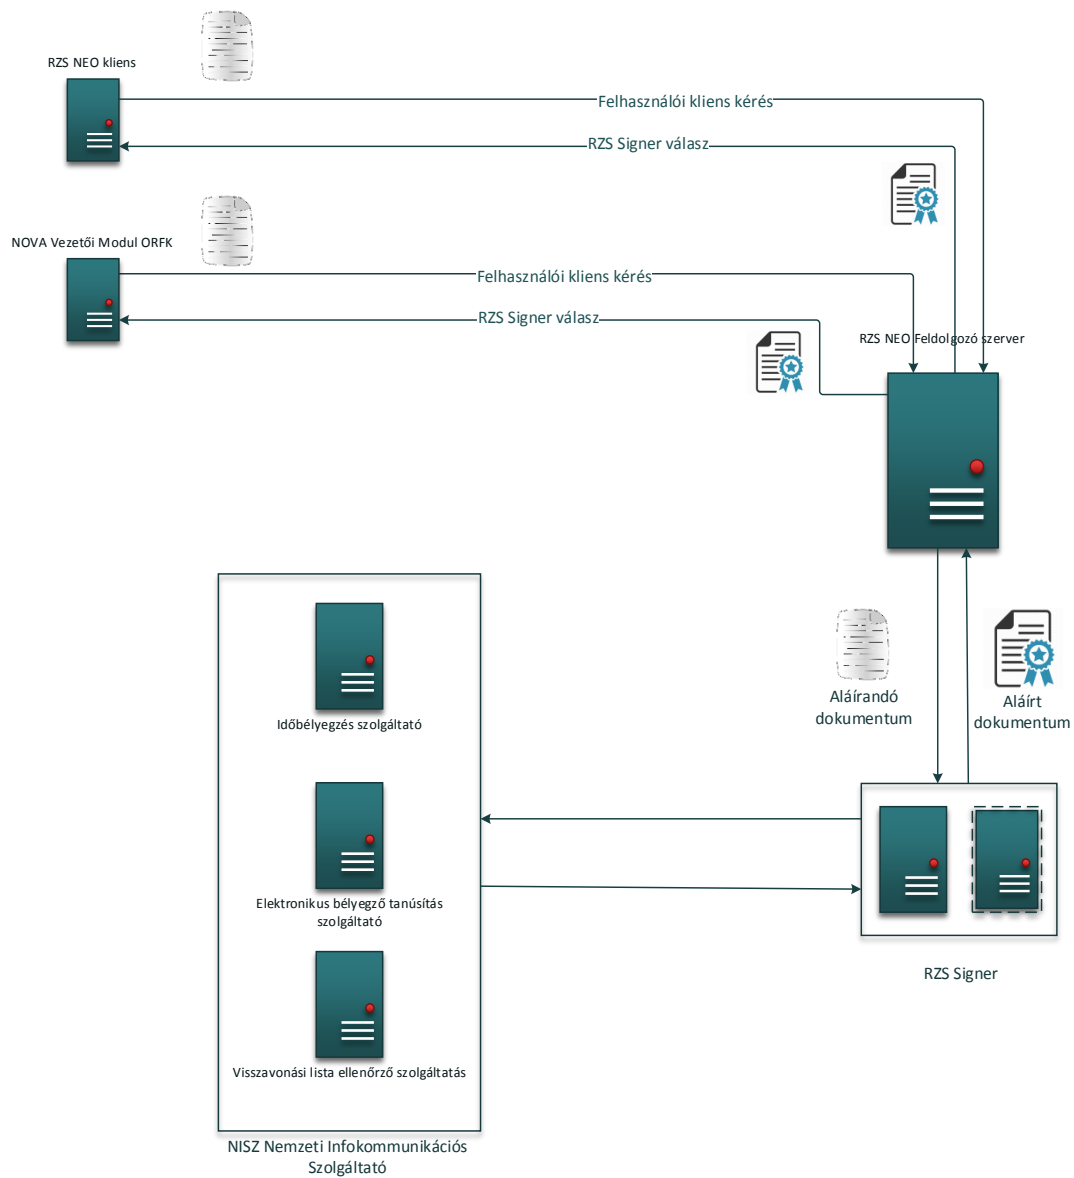 RZS NEO kliens
Felhasználói kliens kérés
RZS Signer válasz
NOVA Vezetői Modul ORFK
Felhasználói kliens kérés
RZS Signer válasz
RZS NEO Feldolgozó szerver
Aláírandó
dokumentum
Aláírt
dokumentum
Időbélyegzés szolgáltató
Elektronikus bélyegző tanúsítás
szolgáltató
RZS Signer
Visszavonási lista ellenőrző szolgáltatás
NISZ Nemzeti Infokommunikációs
Szolgáltató